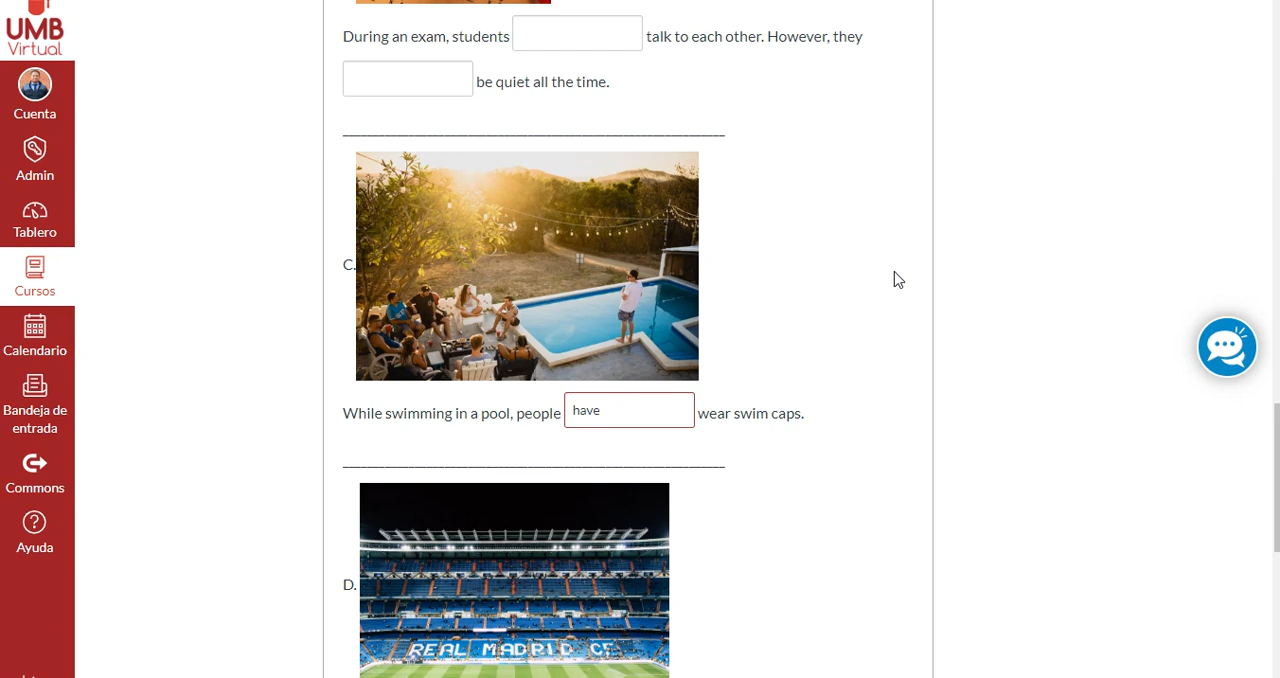 UMB
Virtual
Cuenta
Admin
Tablero
Cursos
Calendario
Bandeja de
entrada
Commons
Ayuda
During an exam, students talk to each other. However, they
be quiet all the time.
C.
While swimming in a pool, people have wear swim caps.
D.
REAL MADRID CF